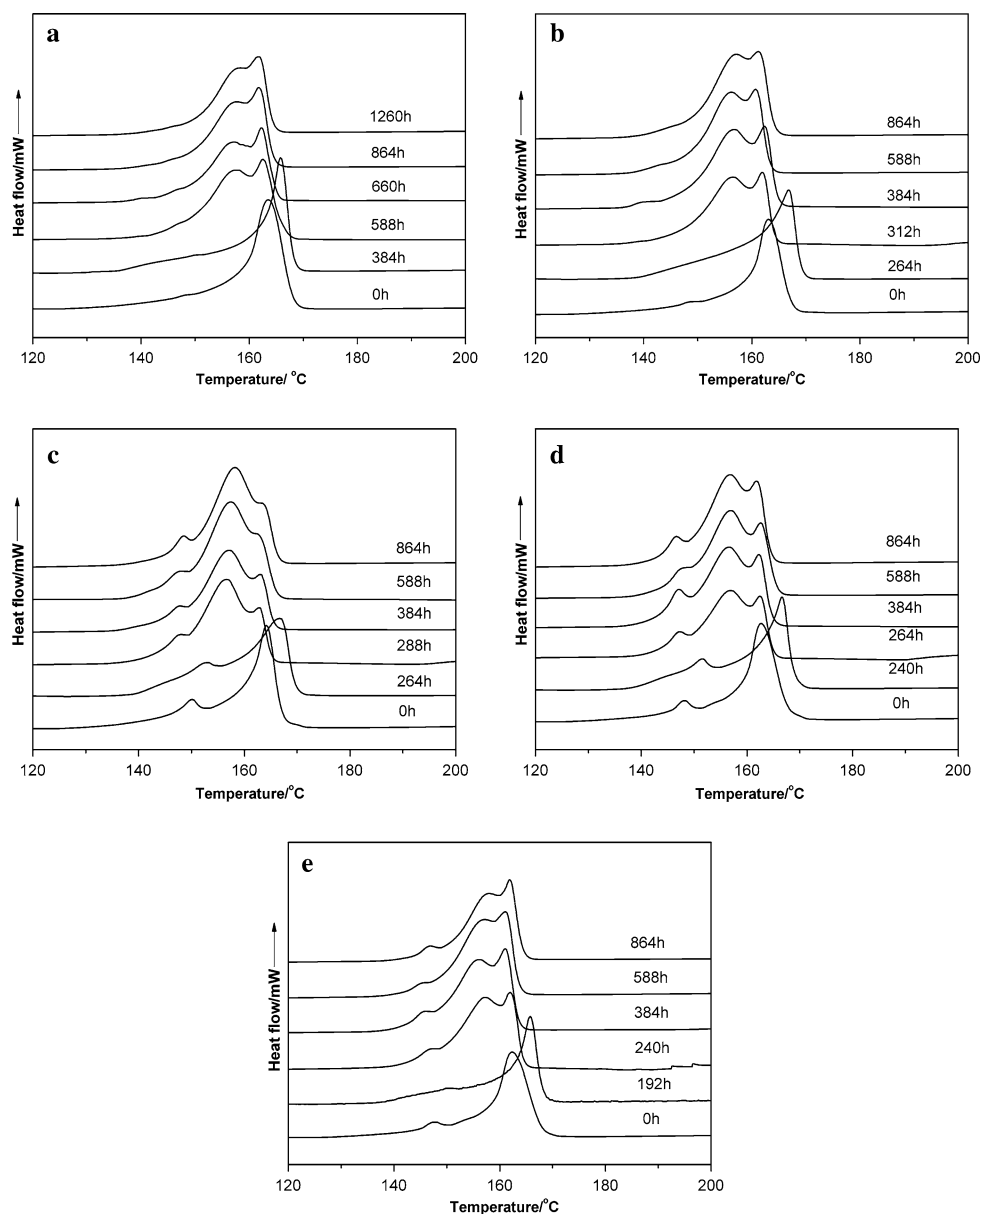 a
1260h
864h
660h
588h
384h
0h
Heat flow/mW
120 140 160 180 200
Temperature/ °C
b
864h
588h
384h
312h
264h
0h
Heat flow/mW
120 140 160 180 200
Temperature/°C
c
864h
588h
384h
288h
264h
0h
Heat flow/mW
120 140 160 180 200
Temperature/°C
d
864h
588h
384h
264h
240h
0h
Heat flow/mW
120 140 160 180 200
Temperature/°C
e
864h
588h
384h
240h
192h
0h
Heat flow/mW
120 140 160 180 200
Temperature/°C